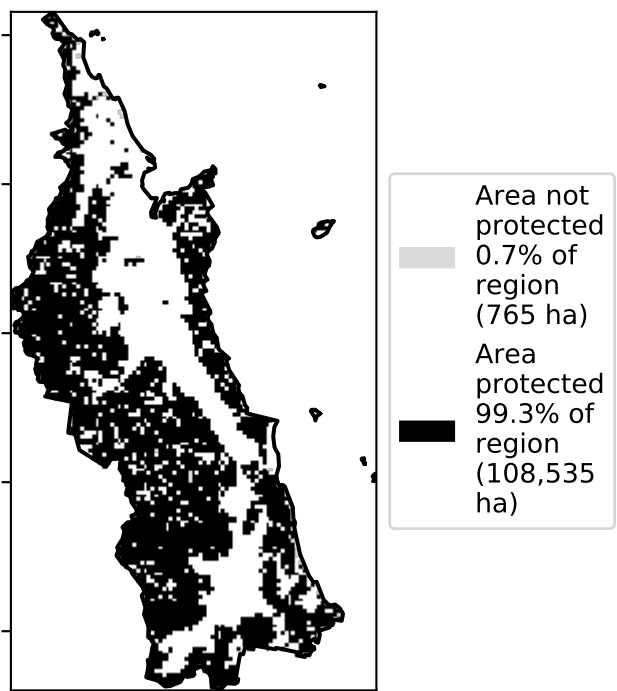 Area not
protected
0.7% of
region
(765 ha)
Area
protected
99.3% of
region
(108,535
ha)